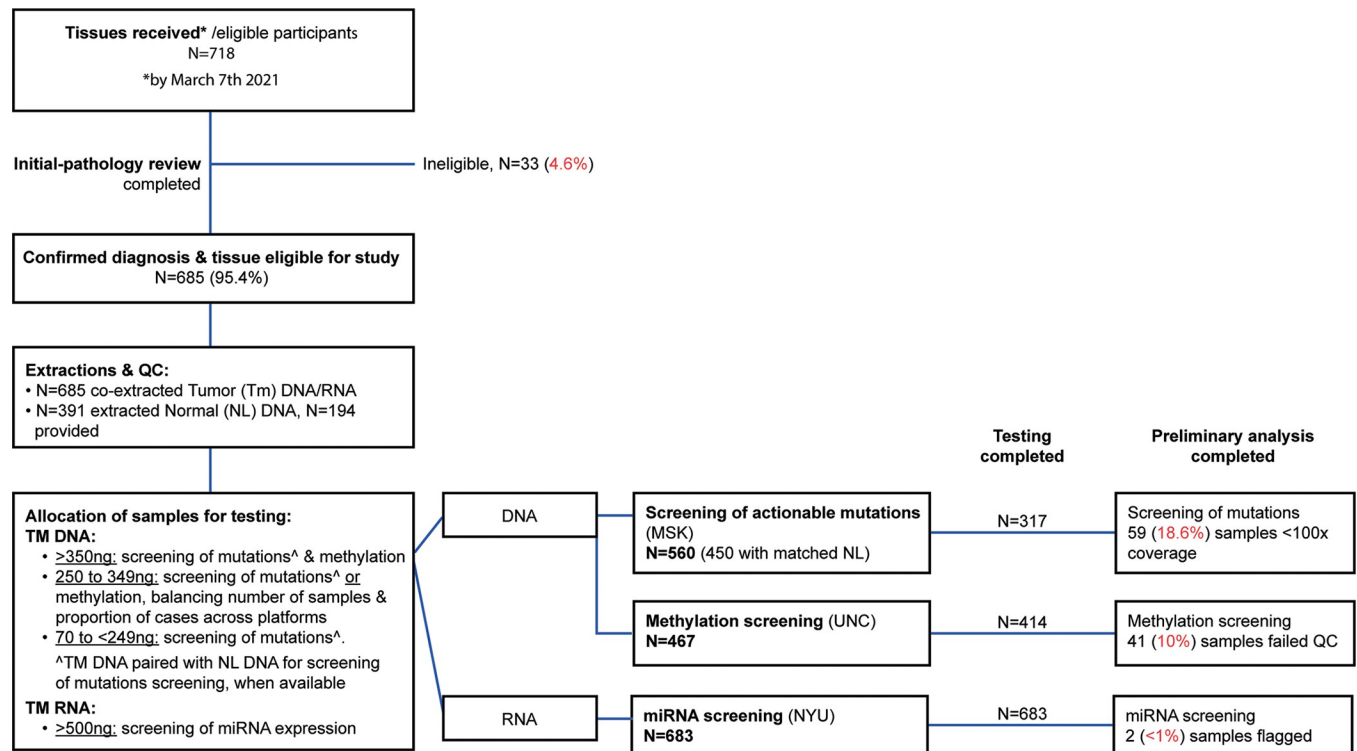 Tissues received* /eligible participants
N=718
*by March 7th 2021
Initial-pathology review
completed
Ineligible, N=33 (4.6%)
Confirmed diagnosis & tissue eligible for study
N=685 (95.4%)
Extractions & QC:
• N=685 co-extracted Tumor (Tm) DNA/RNA
• N=391 extracted Normal (NL) DNA, N=194
provided
Allocation of samples for testing:
TM DNA:
• >350ng: screening of mutations^ & methylation
• 250 to 349ng: screening of mutations^ or
methylation, balancing number of samples &
proportion of cases across platforms
• 70 to <249ng: screening of mutations^.
^TM DNA paired with NL DNA for screening
of mutations screening, when available
TM RNA:
• >500ng: screening of miRNA expression
Testing
completed
Preliminary analysis
completed
DNA
Screening of actionable mutations
(MSK)
N=560 (450 with matched NL)
N=317
Screening of mutations
59 (18.6%) samples <100x
coverage
Methylation screening (UNC)
N=467
N=414
Methylation screening
41 (10%) samples failed QC
RNA
miRNA screening (NYU)
N=683
N=683
miRNA screening
2 (<1%) samples flagged